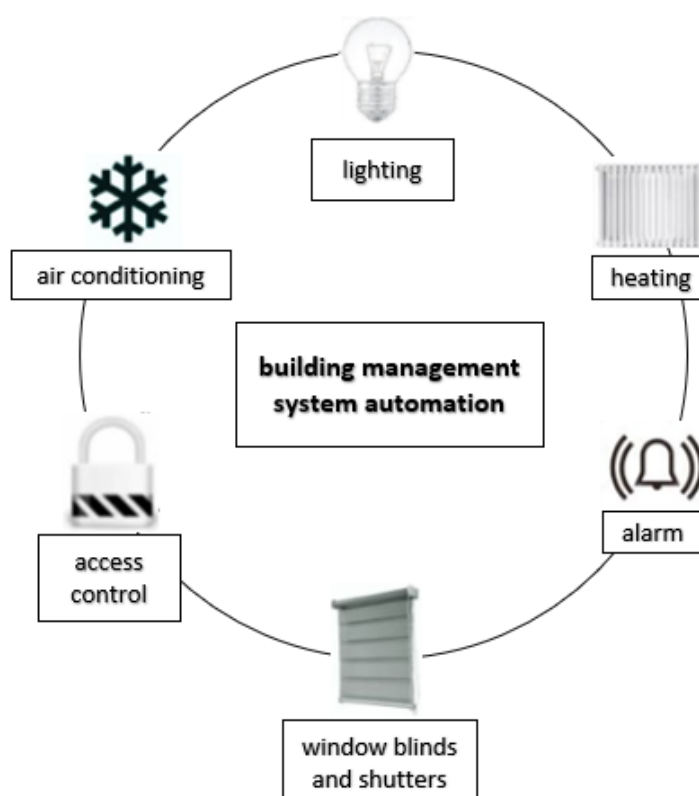 lighting
air conditioning
heating
building management
system automation
access
control
alarm
window blinds
and shutters